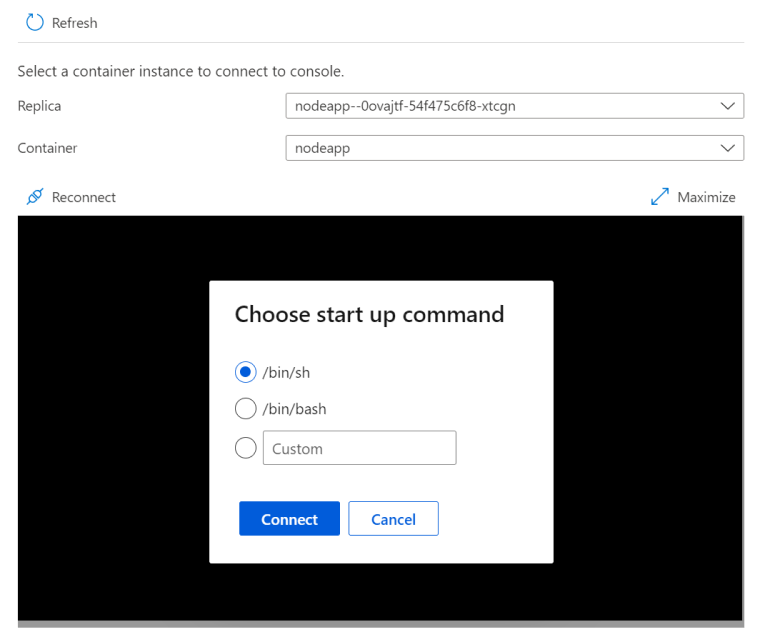 Refresh
Select a container instance to connect to console.
Replica
nodeapp--0ovajtf-54f475c6f8-xtcgn
Container
nodeapp
Reconnect
Maximize
Choose start up command
/bin/sh
/bin/bash
Custom
Connect
Cancel